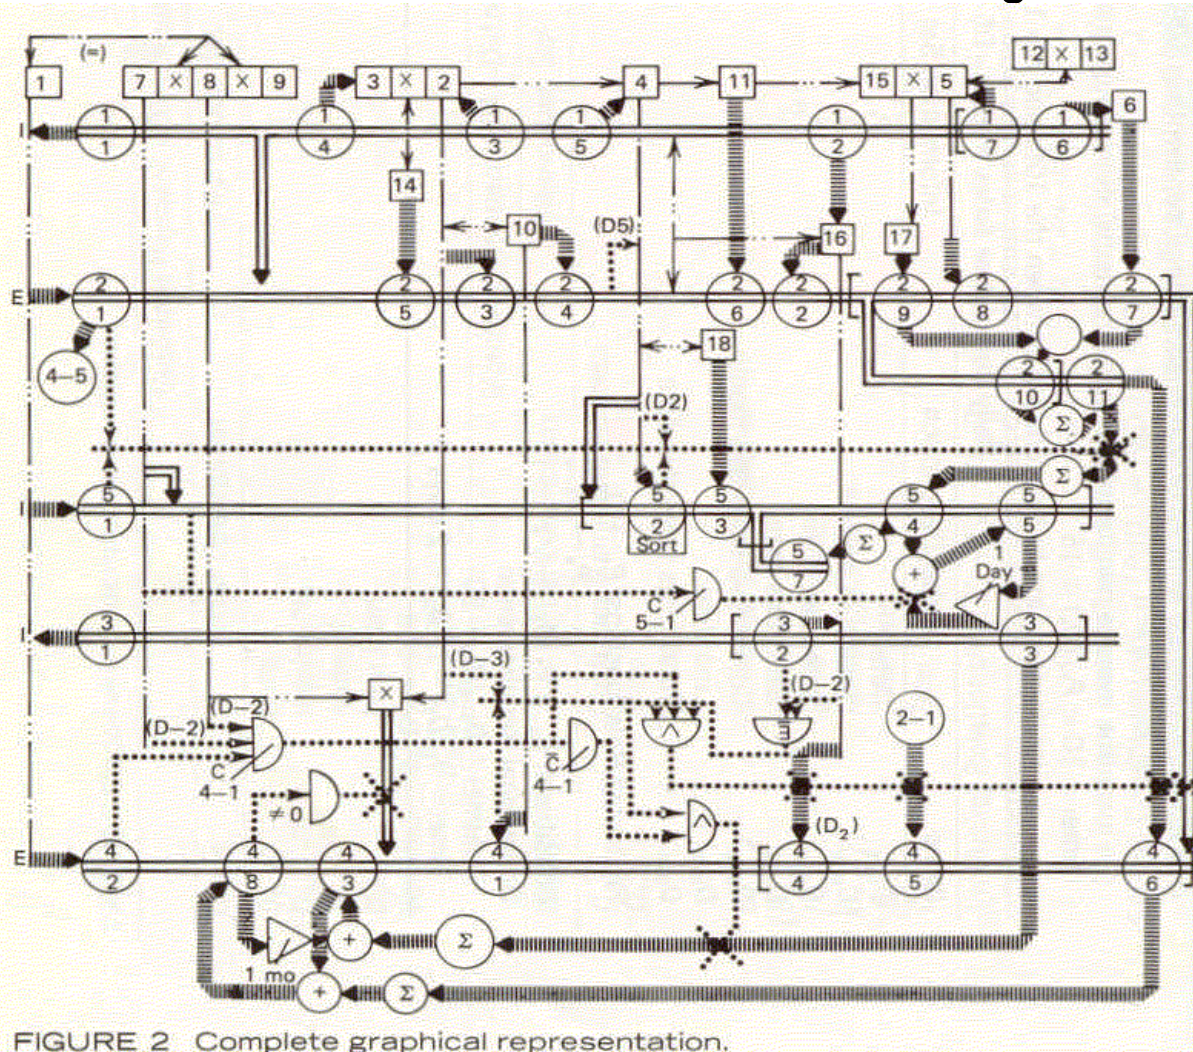 (=)
12 X 13
1
7 X 8 X 9
3 X 2
4
11
15 X 5
6
I
1 1
1 4
1 3
1 5
1 2
[ 1 7
1 6 ]
14
10
(D5)
16
17
E
2 1
2 5
2 3
2 4
2 6
2 2
[ 2 9
2 8
2 7 ]
4–5
18
2 10 ]
2 11
(D2)
Σ
Σ
I
5 1
[ 5 2
5 3
5 4
5 5 ]
Sort
5 7
Σ
+
1
Day
C
5–1
I
3 1
[ 3 2
3 3 ]
(D–3)
X
(D–2)
(D–2)
(D–2)
2–1
Λ
E
C
4–1
C̅
4–1
≠0
Λ
(D₂)
E
4 2
4 8
4 3
4 1
[ 4 4
4 5
4 6
+
Σ
1 mo
+
Σ
FIGURE 2 Complete graphical representation.